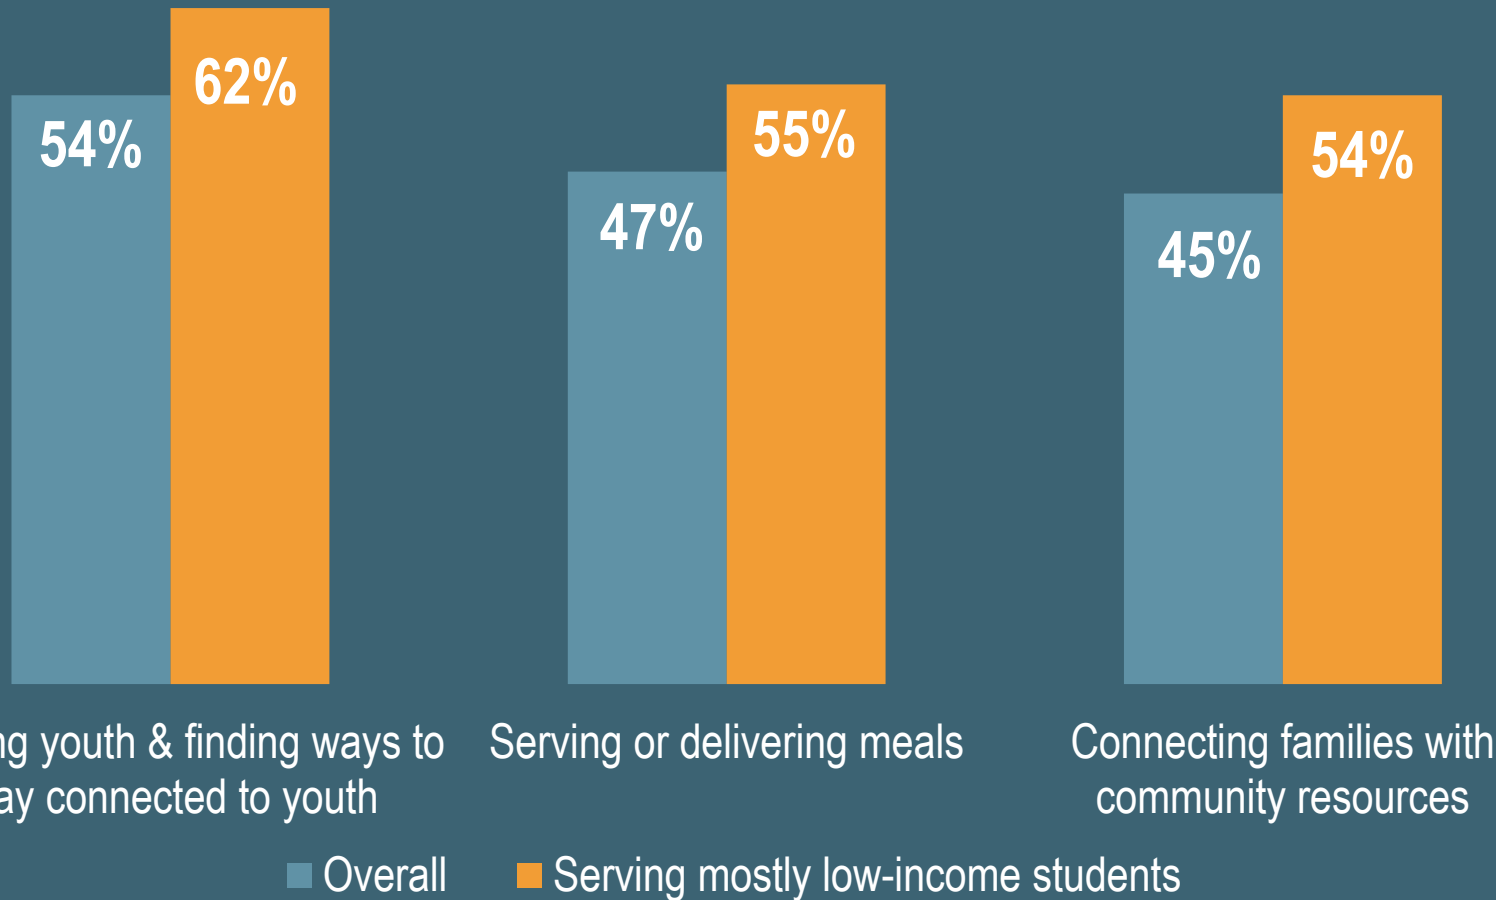 54%
62%
47%
55%
45%
54%
youth & finding ways to
connected to youth
Serving or delivering meals
Connecting families with
community resources
Overall
Serving mostly low-income students